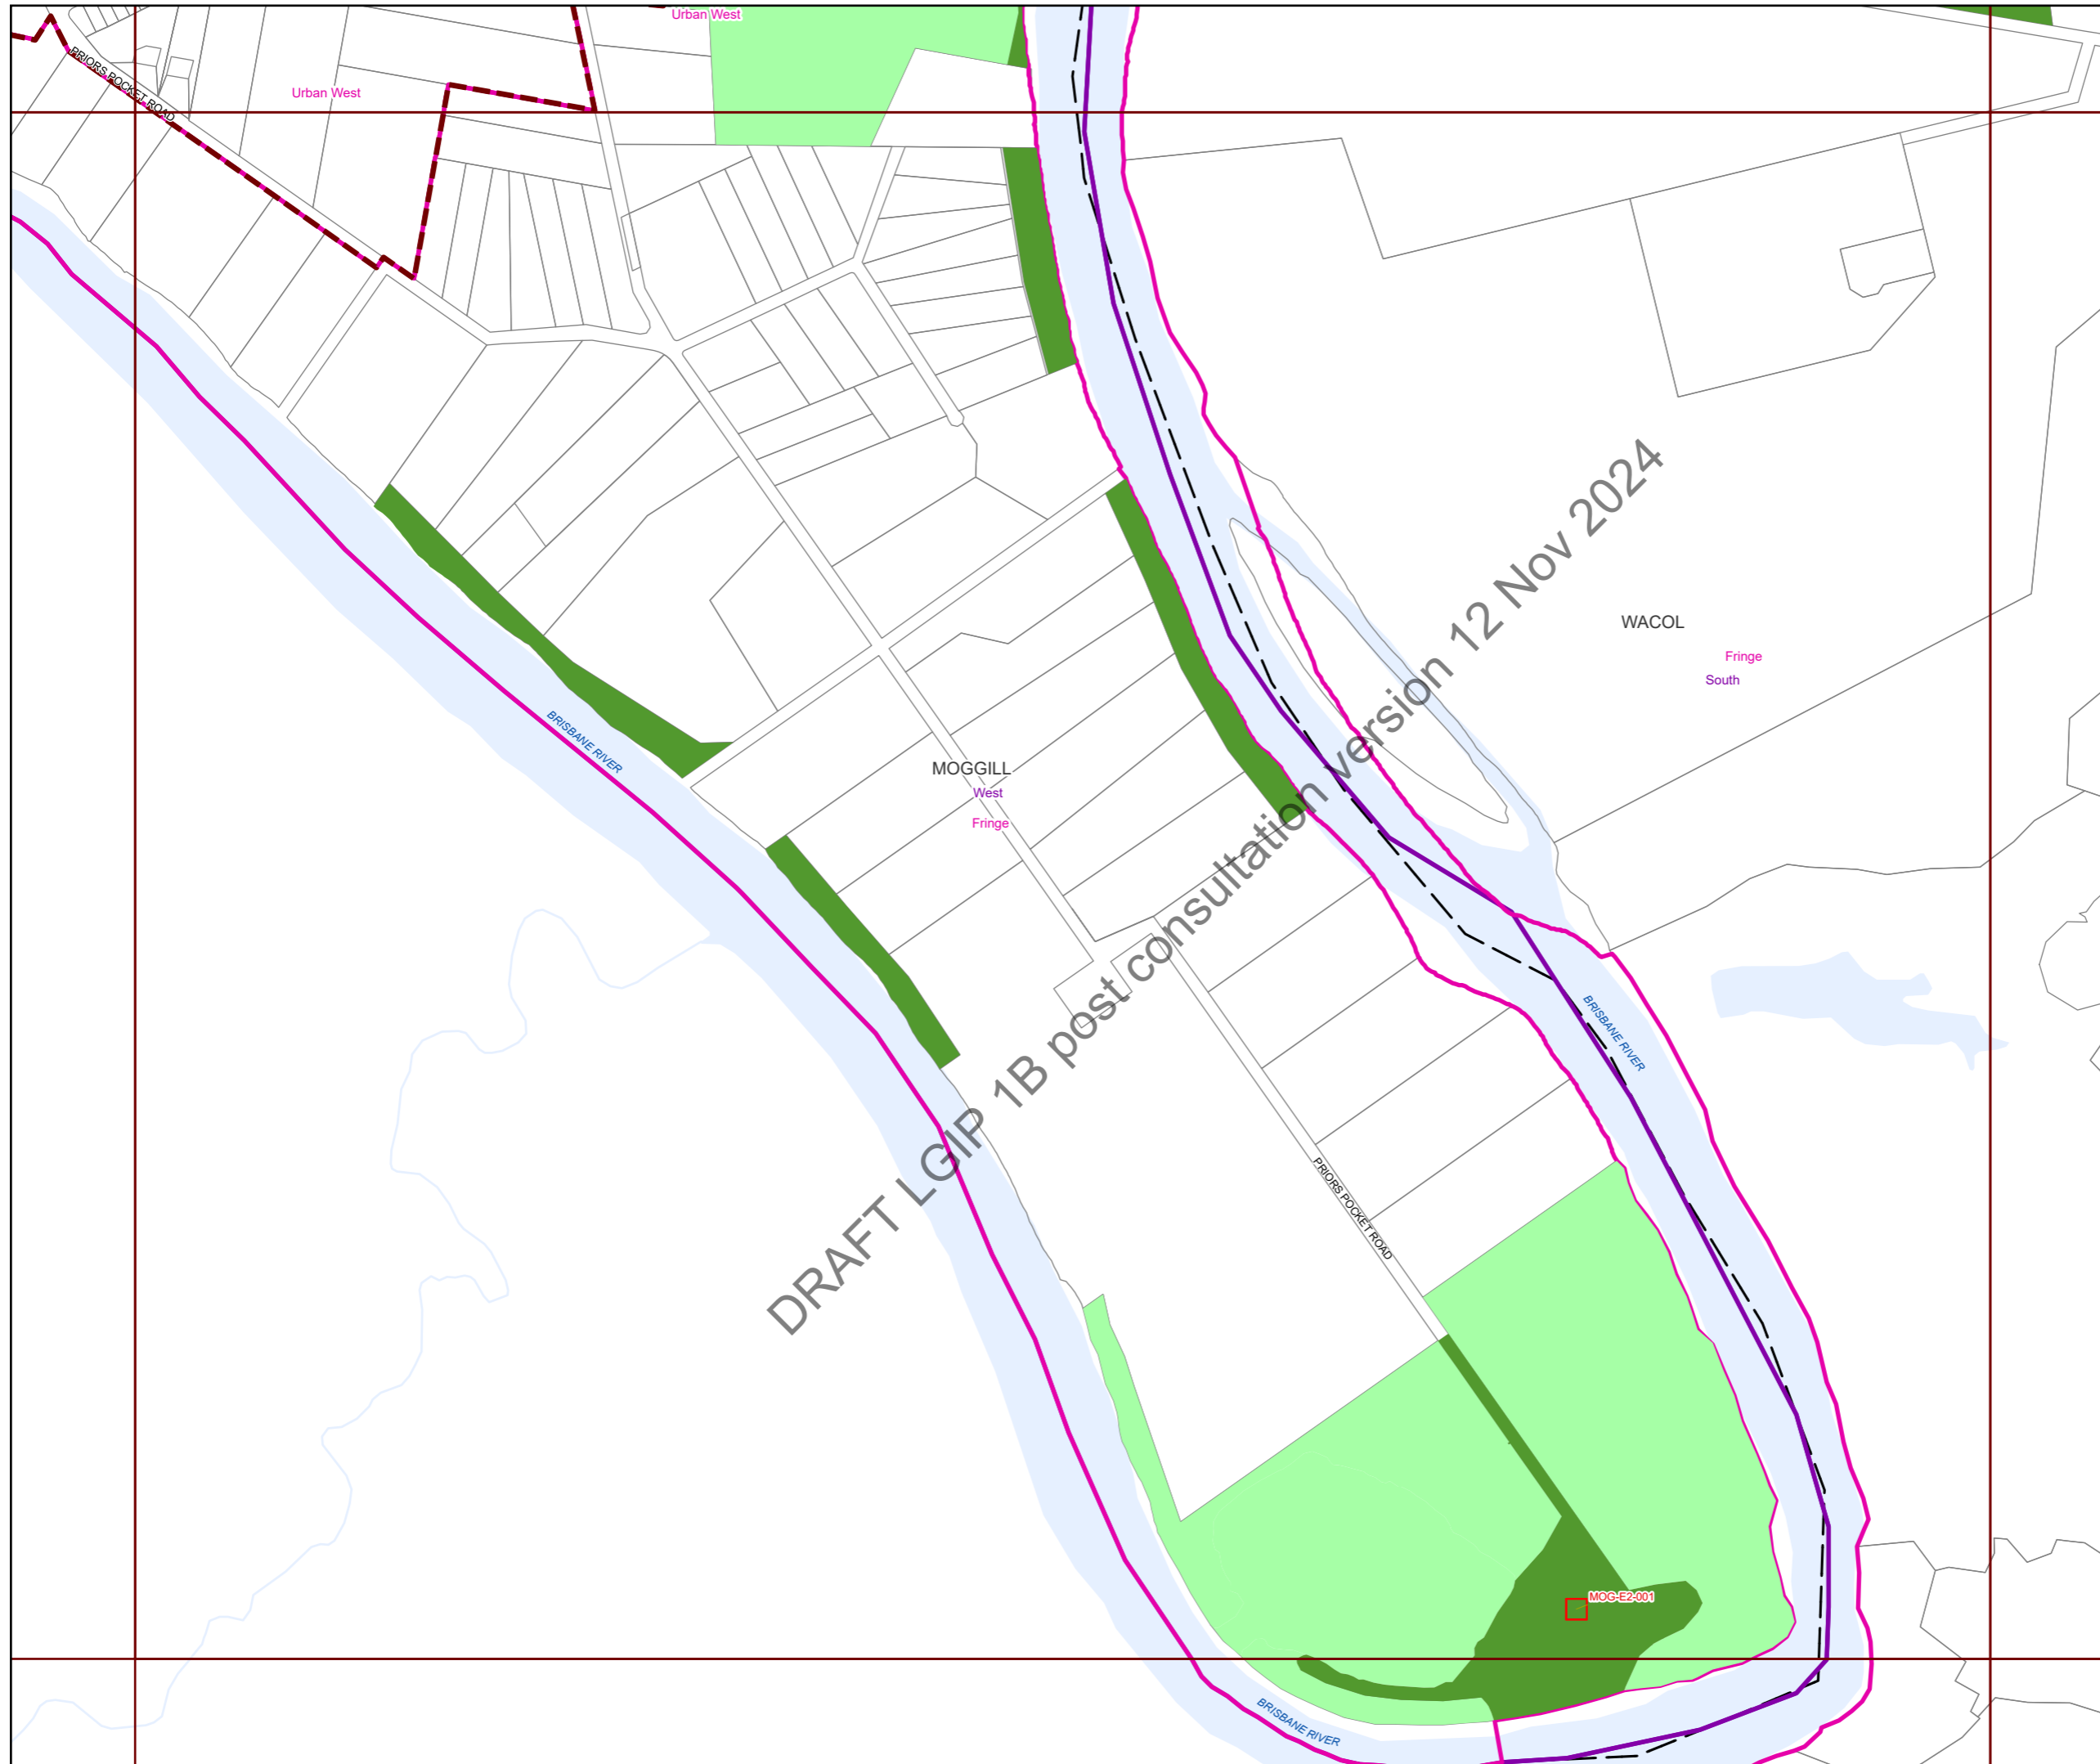 Urban West
PRIORS POCKET ROAD
Urban West
WACOL
Fringe
South
BRISBANE RIVER
MOGGILL
West
Fringe
DRAFT LGIP 1B post consultation version 12 Nov 2024
BRISBANE RIVER
PRIORS POCKET ROAD
MOG-E2-001
BRISBANE RIVER